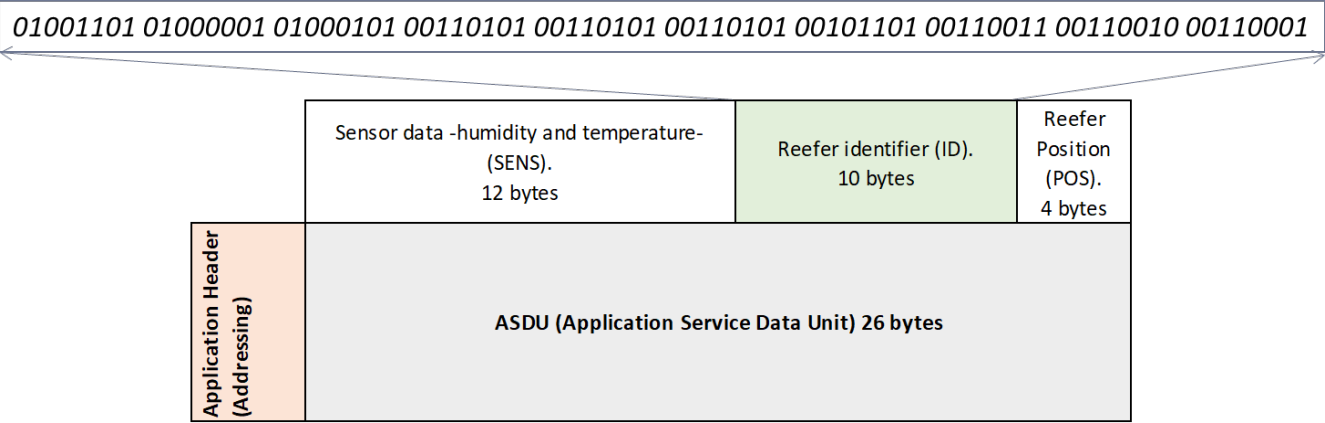 01001101 01000001 01000101 00110101 00110101 00110101 00101101 00110011 00110010 00110001
Sensor data -humidity and temperature-
(SENS).
12 bytes
Reefer identifier (ID).
10 bytes
Reefer
Position
(POS).
4 bytes
Application Header
(Addressing)
ASDU (Application Service Data Unit) 26 bytes